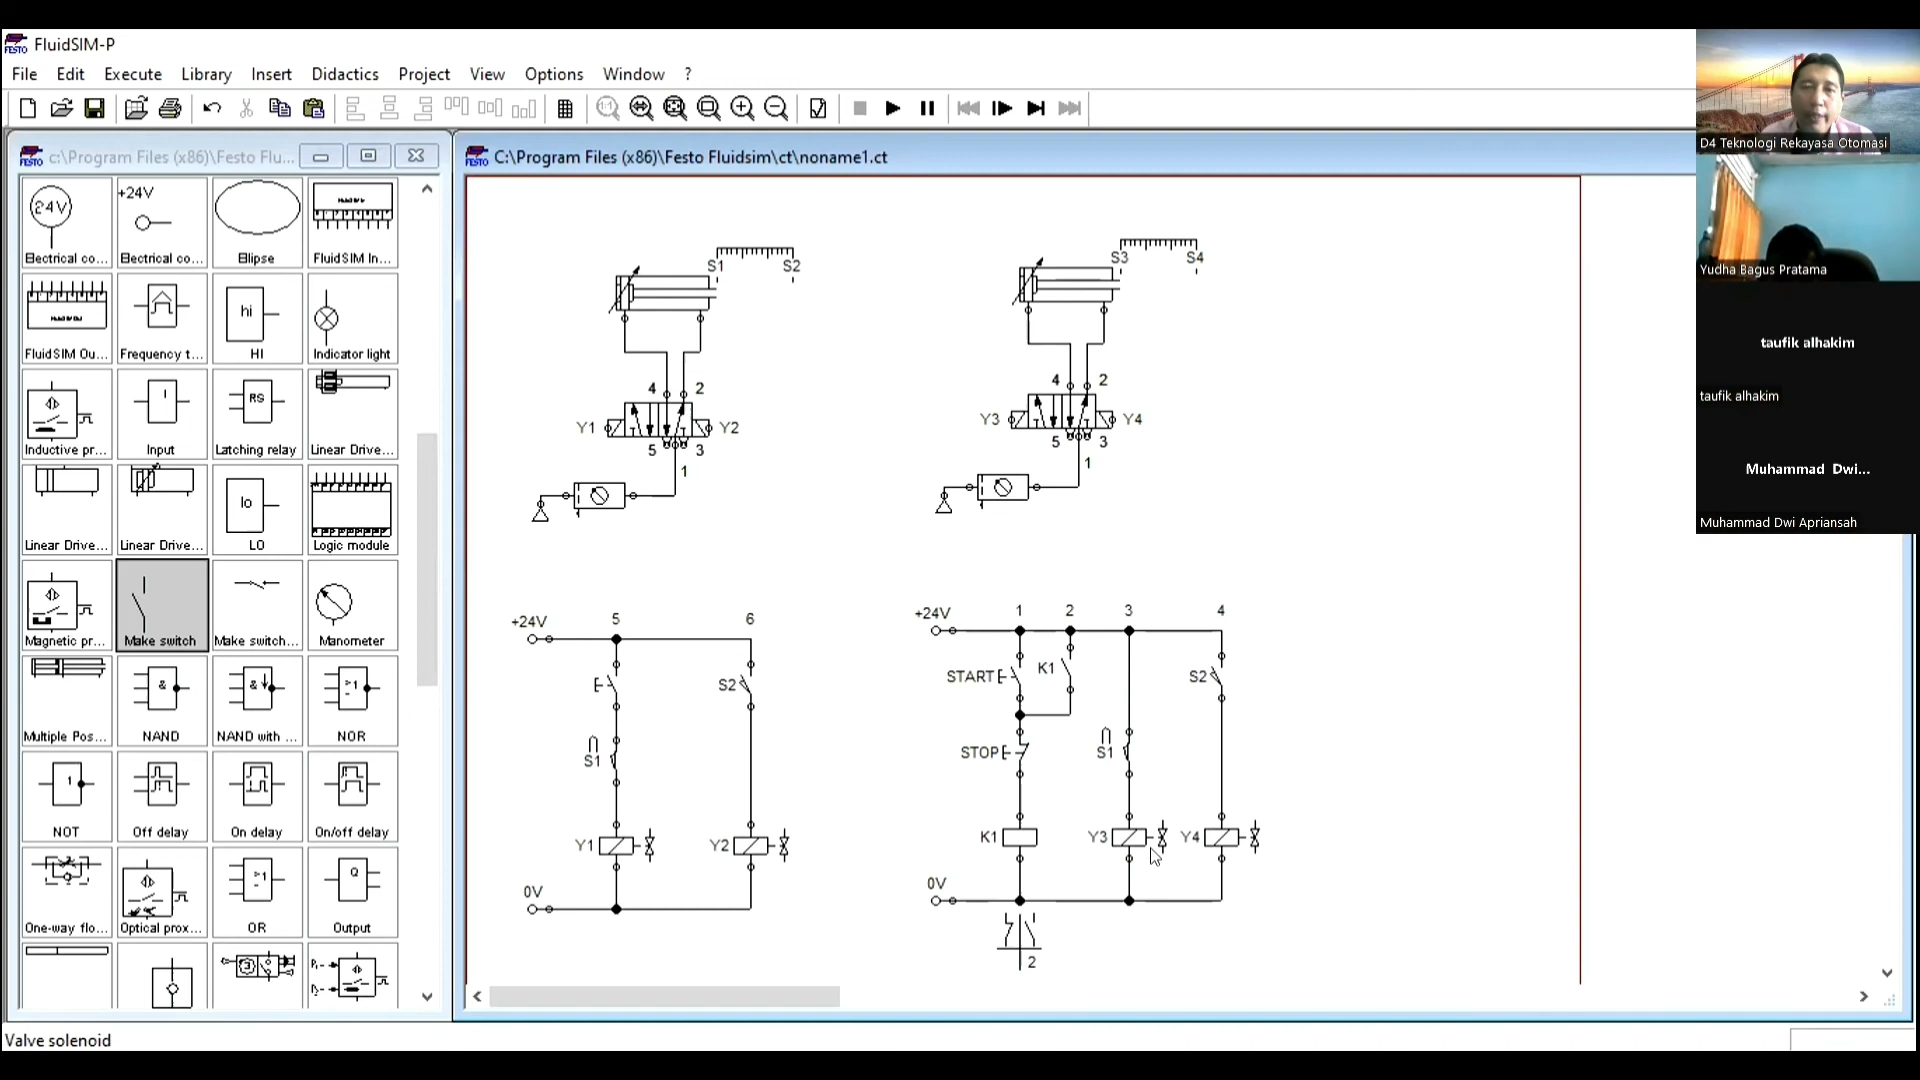 FluidSIM-P
File Edit Execute Library Insert Didactics Project View Options Window ?
c:\Program Files (x86)\Festo Flu...
C:\Program Files (x86)\Festo Fluidsim\ct\noname1.ct
24V
+24V
Electrical co...
Electrical co...
Elipse
FluidSIM In...
FluidSIM Ou...
Frequency t...
hi
HI
Indicator light
Inductive pr...
I
Input
RS
Latching relay
Linear Drive...
Linear Drive...
Linear Drive...
lo
LO
Logic module
Magnetic pr...
Make switch
Make switch...
Manometer
Multiple Pos...
&
NAND
&
NAND with ...
>1
NOR
1
NOT
Off delay
On delay
On/off delay
One-way flo...
Optical prox...
>1
OR
Q
Output
S1 S2
4 2
Y1 Y2
5 3
1
S3 S4
4 2
Y3 Y4
5 3
1
+24V 5 6
S2
S1
Y1 Y2
0V
+24V 1 2 3 4
START K1 S2
STOP S1
K1 Y3 Y4
0V
2
D4 Teknologi Rekayasa Otomasi
Yudha Bagus Pratama
taufik alhakim
taufik alhakim
Muhammad Dwi...
Muhammad Dwi Apriansah
Valve solenoid